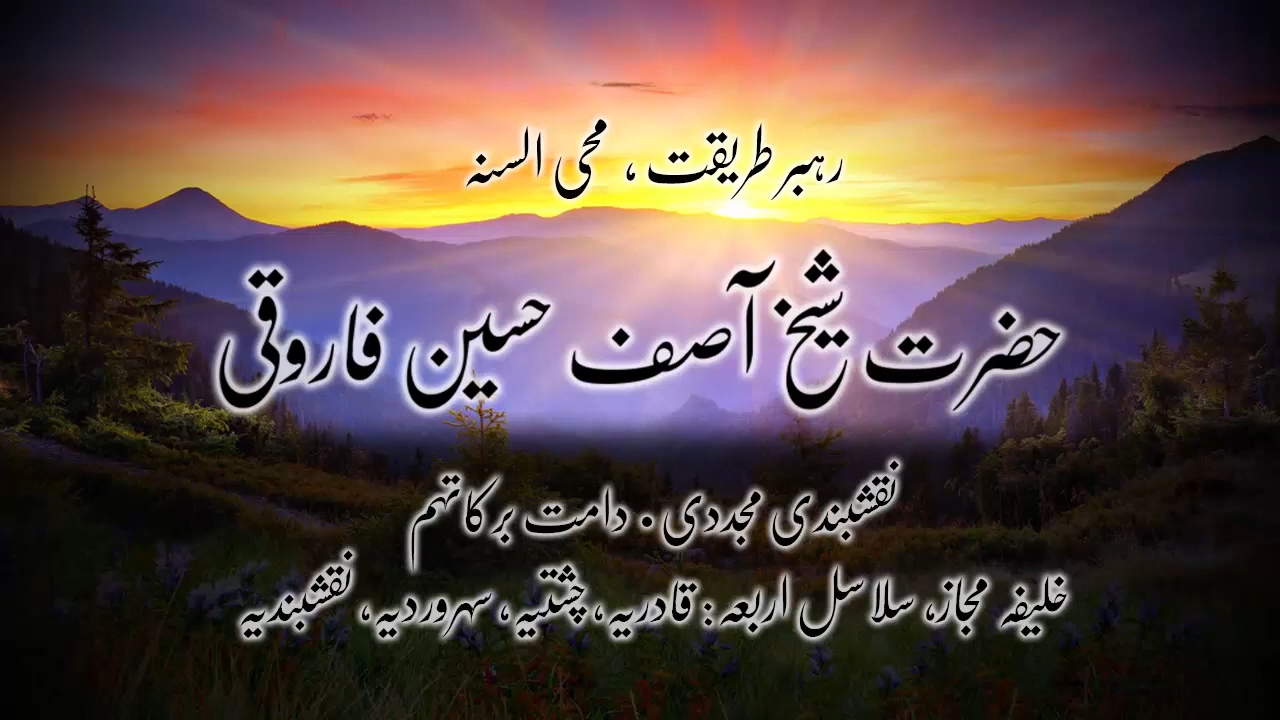 رہبر طریقت ، محی السنہ
حضرت شیخ آصف حسین فاروقی
نقشبندی مجددی . دامت برکاتہم
خلیفہ مجاز، سلاسل اربعہ: قادریہ، چشتیہ، سہروردیہ، نقشبندیہ